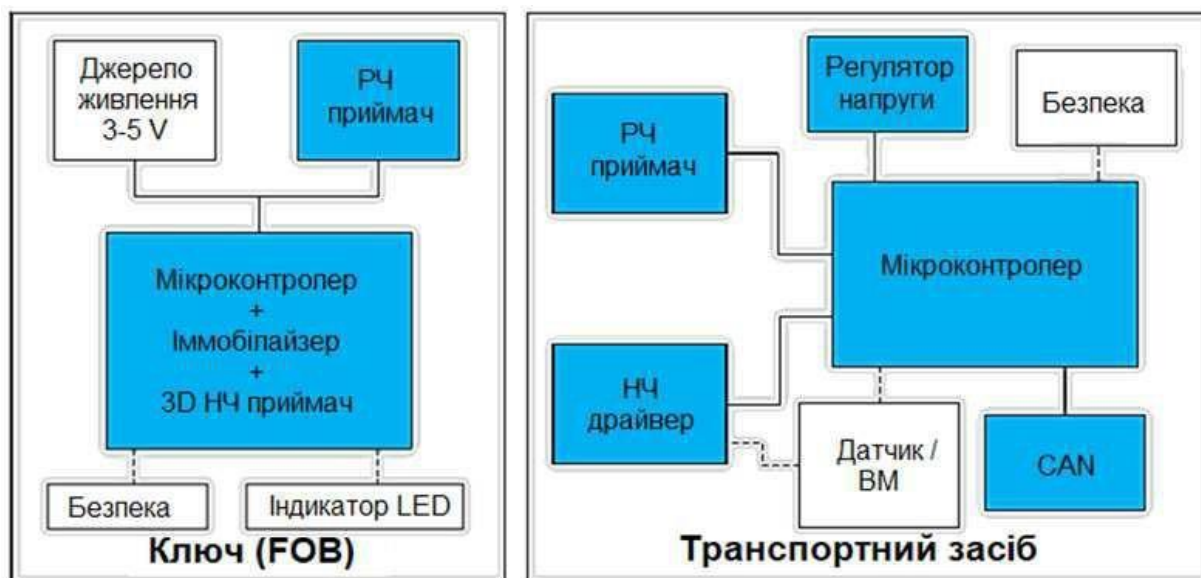 Джерело
живлення
3-5 V
РЧ
приймач
Мікроконтролер
+
Іммобілайзер
+
3D НЧ приймач
Безпека
Індикатор LED
Ключ (FOB)
Регулятор
напруги
Безпека
РЧ
приймач
Мікроконтролер
НЧ
драйвер
Датчик /
ВМ
CAN
Транспортний засіб